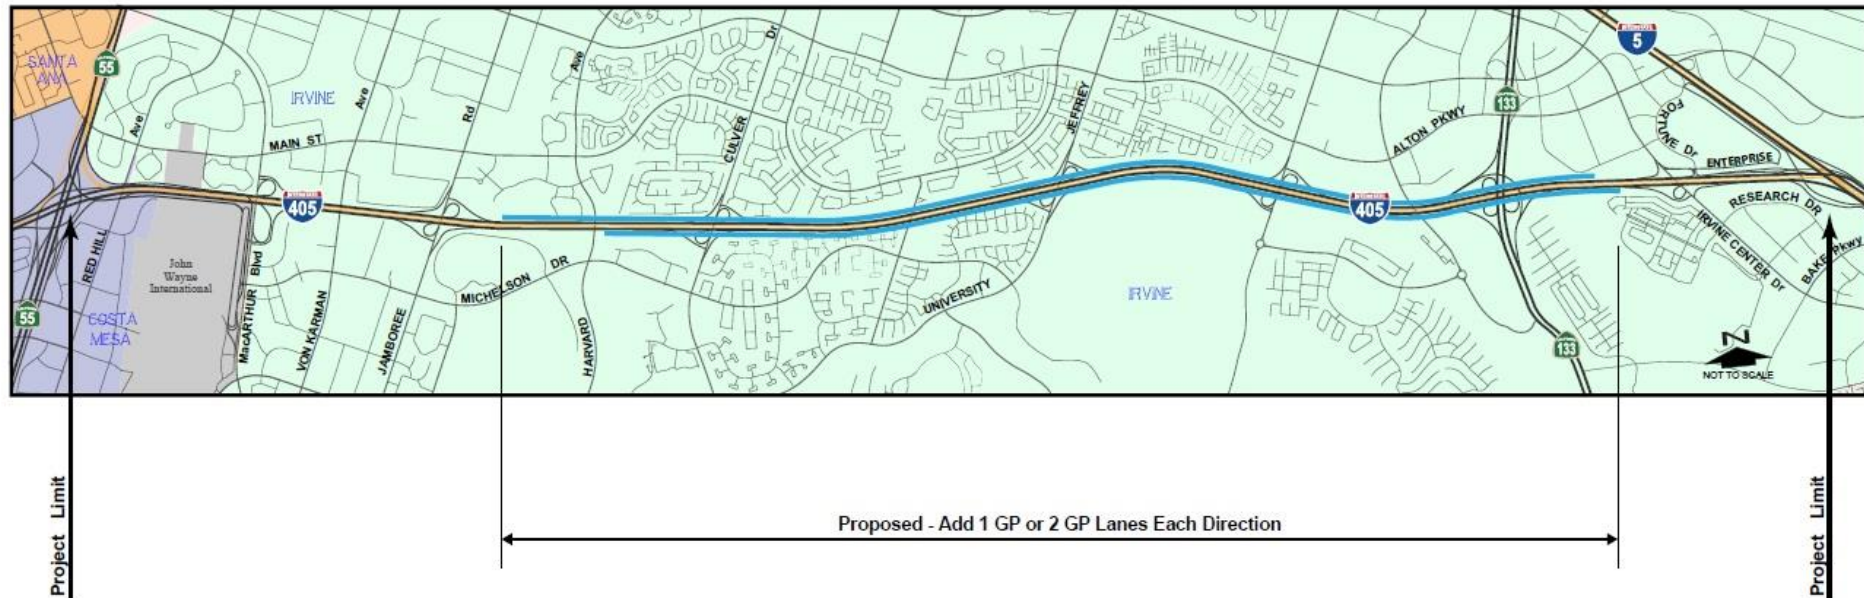 SANTA
ANA
55
IRVINE
Ave
Ave
Rd
Ave
Dr
MAIN ST
CULVER
JEFFREY
ALTON PKWY
133
5
FORTUNE Dr
ENTERPRISE
RESEARCH DR
405
405
RED HILL
John
Wayne
International
MacARTHUR Blvd
VON KARMAN
JAMBOREE
MICHELSON DR
HARVARD
UNIVERSITY
IRVINE
IRVINE CENTER Dr
BAKE Pkwy
55
COSTA
MESA
133
N
NOT TO SCALE
Project Limit
Proposed - Add 1 GP or 2 GP Lanes Each Direction
Project Limit